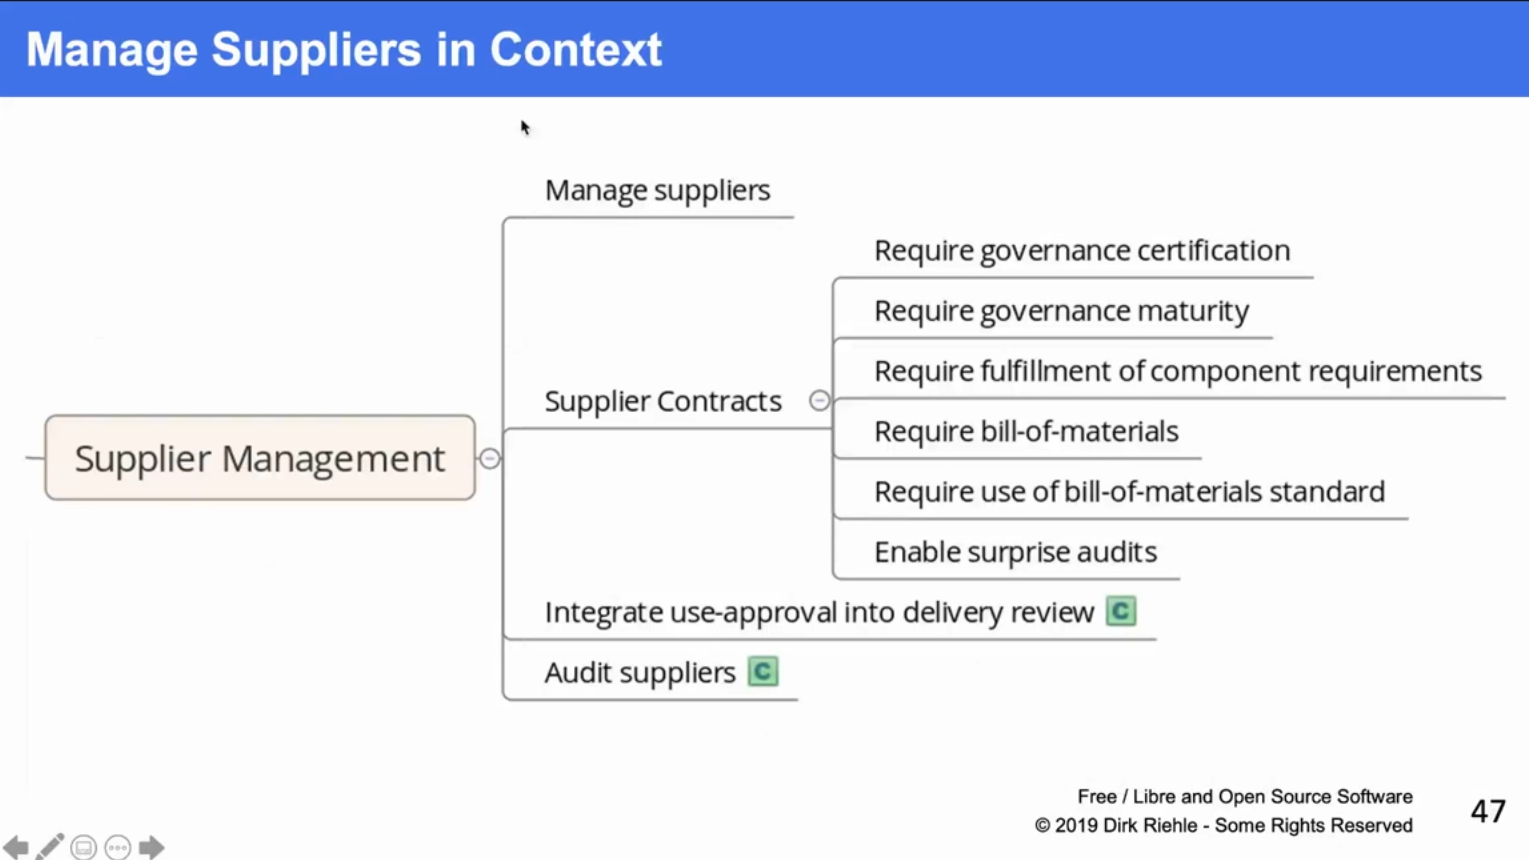 Manage Suppliers in Context
Manage suppliers
Require governance certification
Require governance maturity
Require fulfillment of component requirements
Supplier Contracts
Require bill-of-materials
Supplier Management
Require use of bill-of-materials standard
Enable surprise audits
Integrate use-approval into delivery review C
Audit suppliers C
Free / Libre and Open Source Software
© 2019 Dirk Riehle - Some Rights Reserved
47